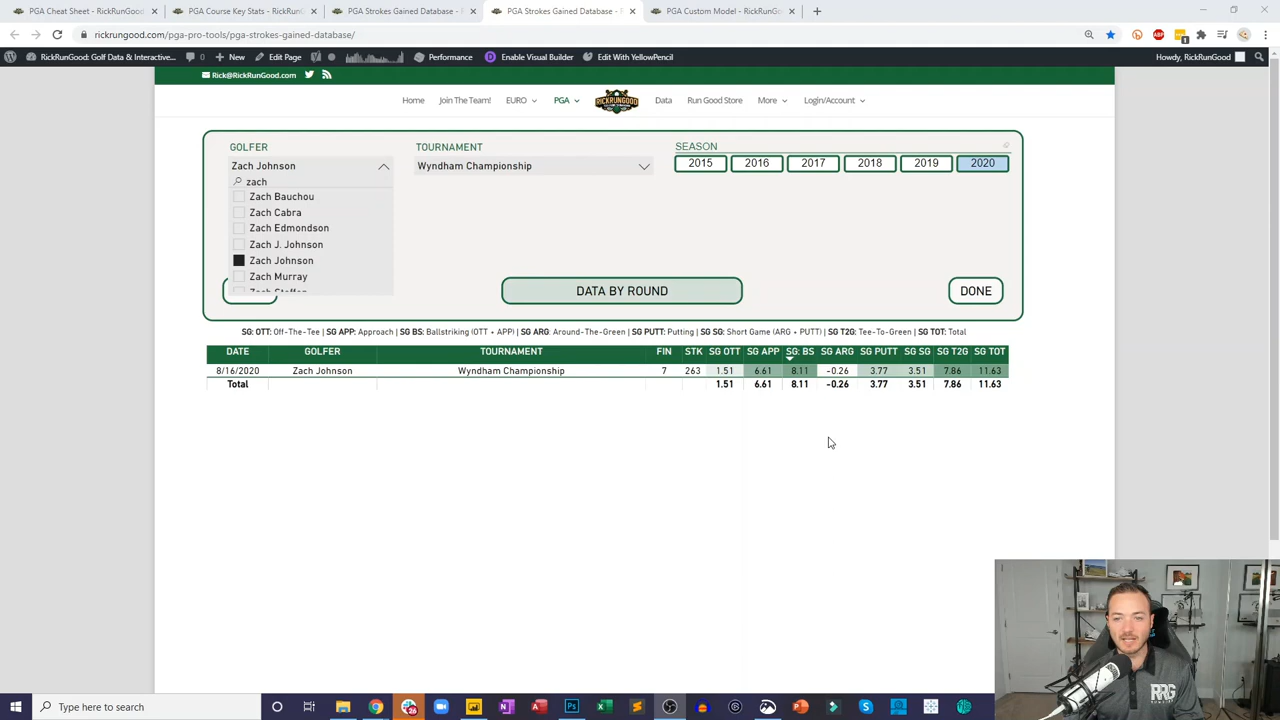 PGA Cheat Sheet - RickRunGood
PGA Course Key Stats - RickRunG
PGA Strokes Gained Database - R
PGA Strokes Gained Database - R
PGA Custom Model - RickRunGo
rickrungood.com/pga-pro-tools/pga-strokes-gained-database/
RickRunGood: Golf Data & Interactive... 0 New Edit Page Performance Enable Visual Builder Edit With YellowPencil Howdy, RickRunGood
Rick@RickRunGood.com
Home Join The Team! EURO PGA RICKRUNGOOD Data Run Good Store More Login/Account
GOLFER TOURNAMENT SEASON
Zach Johnson Wyndham Championship 2015 2016 2017 2018 2019 2020
zach
Zach Bauchou
Zach Cabra
Zach Edmondson
Zach J. Johnson
Zach Johnson
Zach Murray
DATA BY ROUND DONE
SG: OTT: Off-The-Tee | SG APP: Approach | SG BS: Ballstriking (OTT + APP) | SG ARG: Around-The-Green | SG PUTT: Putting | SG SG: Short Game (ARG + PUTT) | SG T2G: Tee-To-Green | SG TOT: Total
DATE GOLFER TOURNAMENT FIN STK SG OTT SG APP SG: BS SG ARG SG PUTT SG SG SG T2G SG TOT
8/16/2020 Zach Johnson Wyndham Championship 7 263 1.51 6.61 8.11 -0.26 3.77 3.51 7.86 11.63
Total 1.51 6.61 8.11 -0.26 3.77 3.51 7.86 11.63
RRG
Type here to search
26